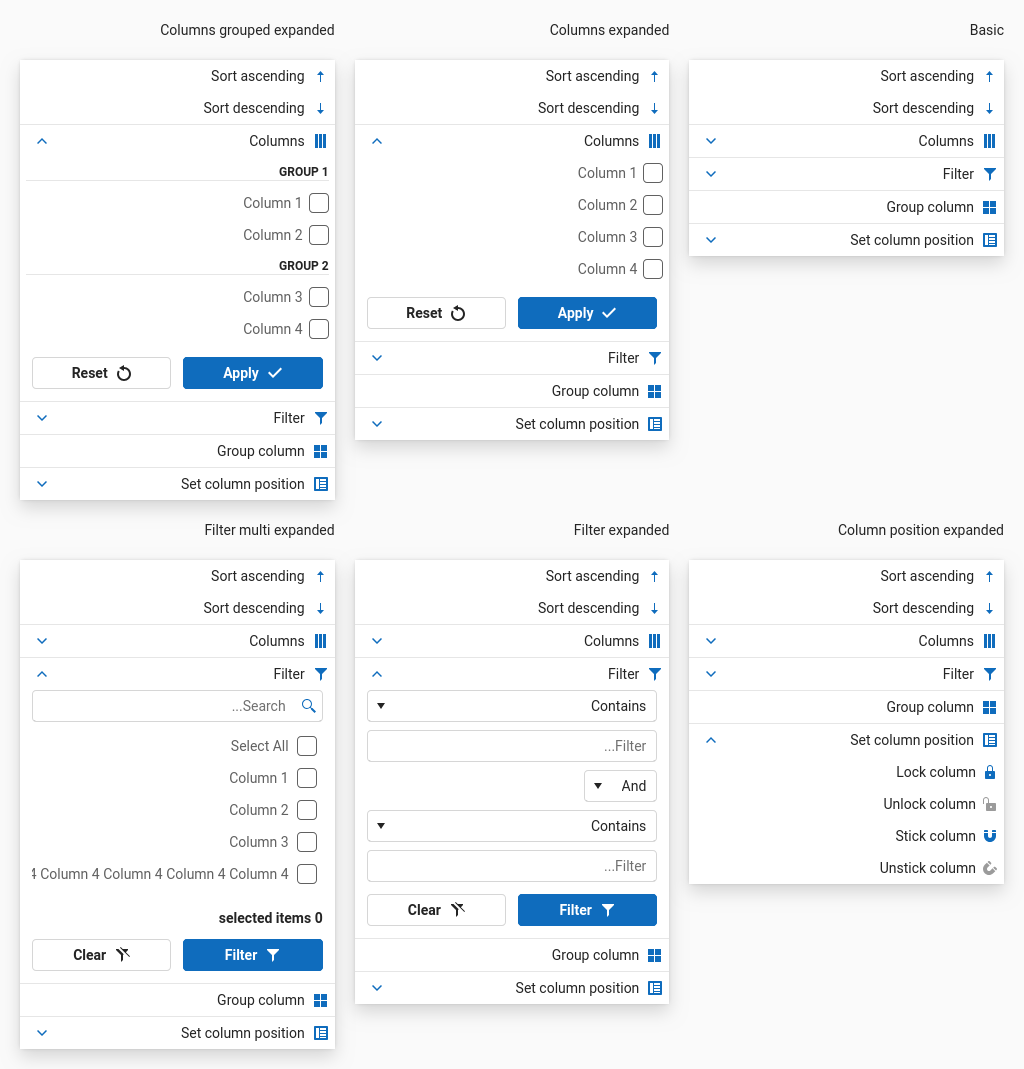 Basic
Sort ascending
Sort descending
Columns
Filter
Group column
Set column position
Columns expanded
Sort ascending
Sort descending
Columns
Column 1
Column 2
Column 3
Column 4
Reset
Apply
Filter
Group column
Set column position
Columns grouped expanded
Sort ascending
Sort descending
Columns
GROUP 1
Column 1
Column 2
GROUP 2
Column 3
Column 4
Reset
Apply
Filter
Group column
Set column position
Column position expanded
Sort ascending
Sort descending
Columns
Filter
Group column
Set column position
Lock column
Unlock column
Stick column
Unstick column
Filter expanded
Sort ascending
Sort descending
Columns
Filter
Contains
...Filter
And
Contains
...Filter
Clear
Filter
Group column
Set column position
Filter multi expanded
Sort ascending
Sort descending
Columns
Filter
...Search
Select All
Column 1
Column 2
Column 3
Column 4 Column 4 Column 4 Column 4
selected items 0
Clear
Filter
Group column
Set column position